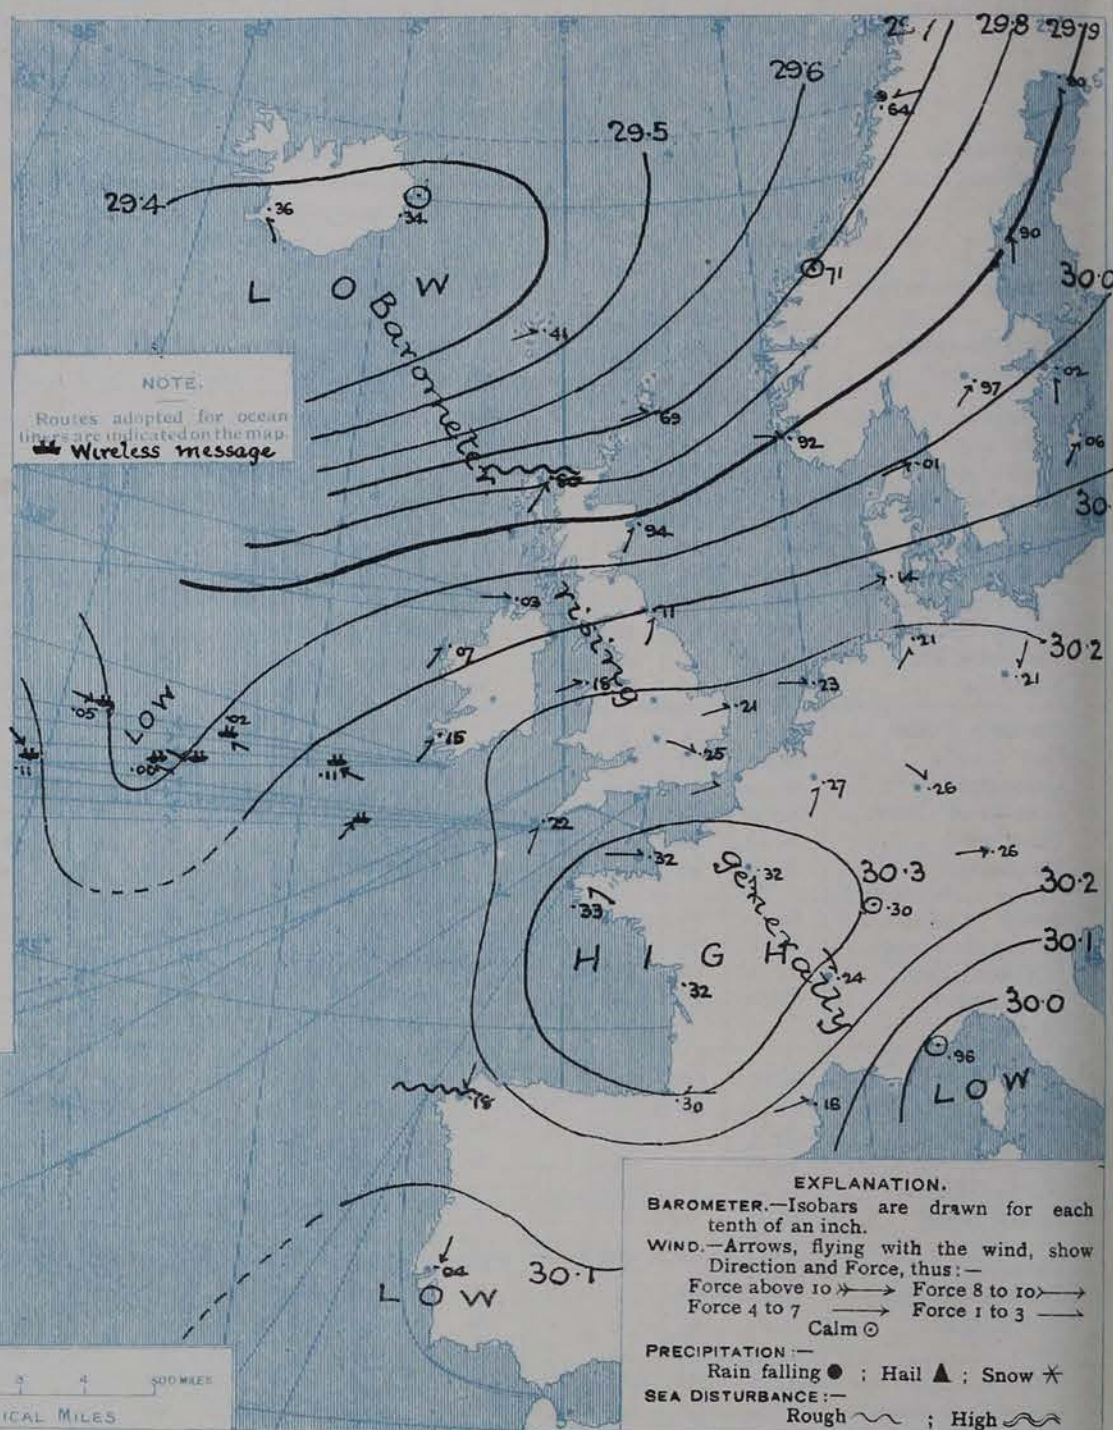 29.8
29.9
29.6
29.5
.90
.64
29.4
.36
.34
LOW
.90
.71
30.0
Barometer
.41
NOTE.
Routes adopted for ocean
liners are indicated on the map.
Wireless message
.97
.02
.69
.92
.06
.01
.80
30.
.94
.14
.03
rising
.11
.07
.21
30.2
.18
.23
.21
.05
LOW
.02
.21
.15
.25
.00
.11
.11
.27
.26
.22
.32
.26
generally
.32
30.3
30.2
.33
.30
30.1
HIGH
.24
.32
30.0
.96
LOW
.18
.30
.16
30.1
.04
LOW
3 4 500 MILES
ICAL MILES
EXPLANATION.
BAROMETER.—Isobars are drawn for each
tenth of an inch.
WIND.—Arrows, flying with the wind, show
Direction and Force, thus:—
Force above 10 Force 8 to 10
Force 4 to 7 Force 1 to 3
Calm
PRECIPITATION:—
Rain falling ; Hail ; Snow
SEA DISTURBANCE:—
Rough ; High